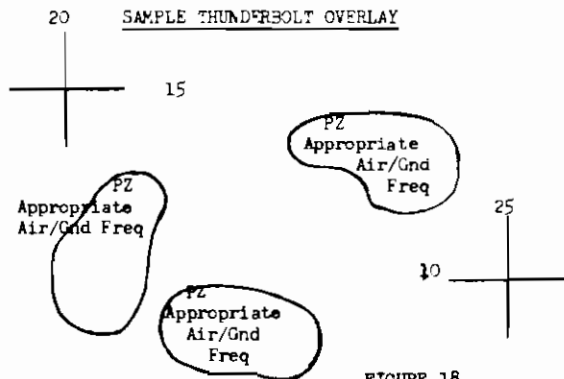 20
SAMPLE THUNDERBOLT OVERLAY
15
PZ
Appropriate
Air/Gnd
Freq
PZ
Appropriate
Air/Gnd Freq
25
10
PZ
Appropriate
Air/Gnd
Freq
FIGURE 18